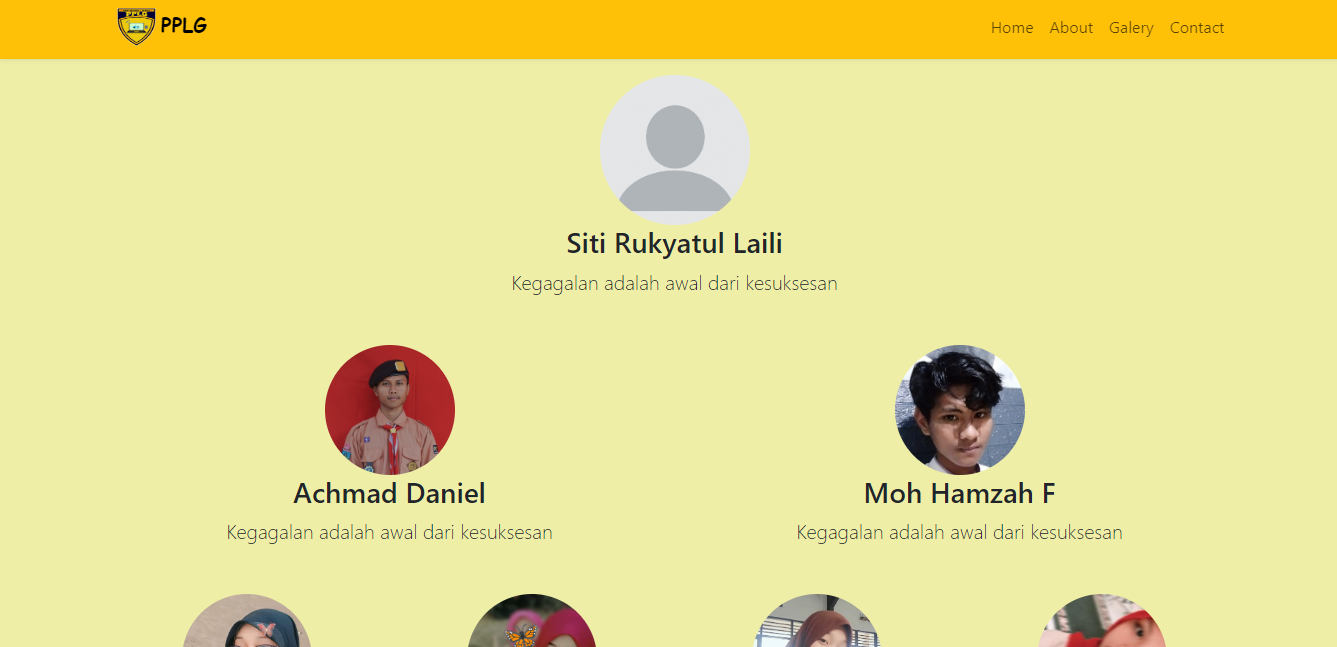 PPLG
PPLG
Home
About
Galery
Contact
Siti Rukyatul Laili
Kegagalan adalah awal dari kesuksesan
Achmad Daniel
Moh Hamzah F
Kegagalan adalah awal dari kesuksesan
Kegagalan adalah awal dari kesuksesan